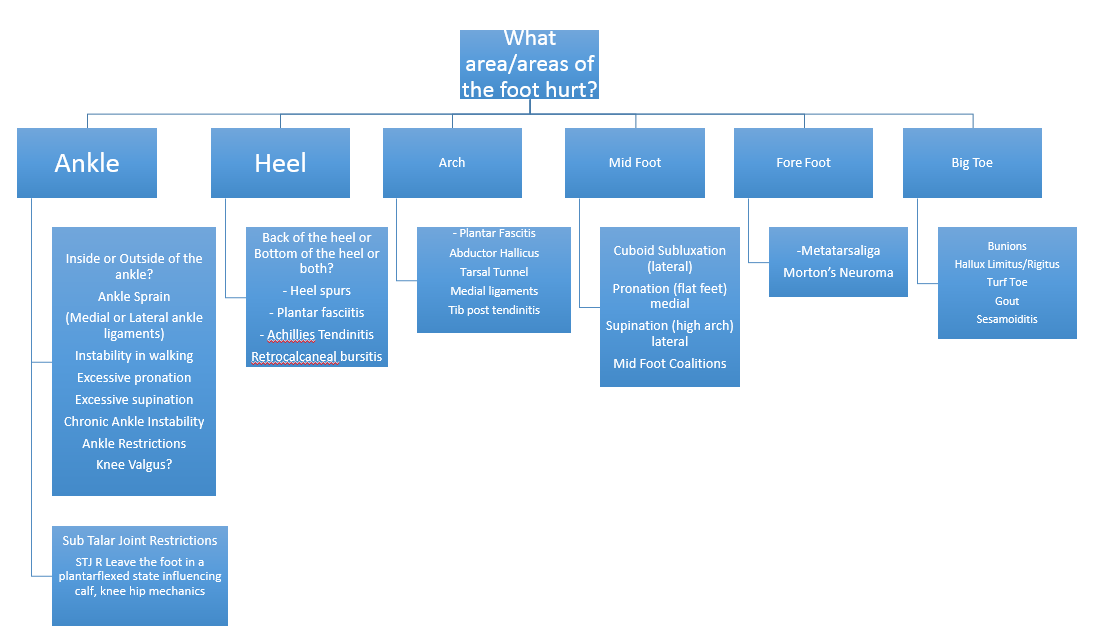 What
area/areas of
the foot hurt?
Ankle
Heel
Arch
Mid Foot
Fore Foot
Big Toe
Inside or Outside of the
ankle?
Ankle Sprain
(Medial or Lateral ankle
ligaments)
Instability in walking
Excessive pronation
Excessive supination
Chronic Ankle Instability
Ankle Restrictions
Knee Valgus?
Sub Talar Joint Restrictions
STJ R Leave the foot in a
plantarflexed state influencing
calf, knee hip mechanics
Back of the heel or
Bottom of the heel or
both?
- Heel spurs
- Plantar fasciitis
- Achillies Tendinitis
Retrocalcaneal bursitis
- Plantar Fascitis
Abductor Hallicus
Tarsal Tunnel
Medial ligaments
Tib post tendinitis
Cuboid Subluxation
(lateral)
Pronation (flat feet)
medial
Supination (high arch)
lateral
Mid Foot Coalitions
-Metatarsaliga
Morton's Neuroma
Bunions
Hallux Limitus/Rigitus
Turf Toe
Gout
Sesamoiditis